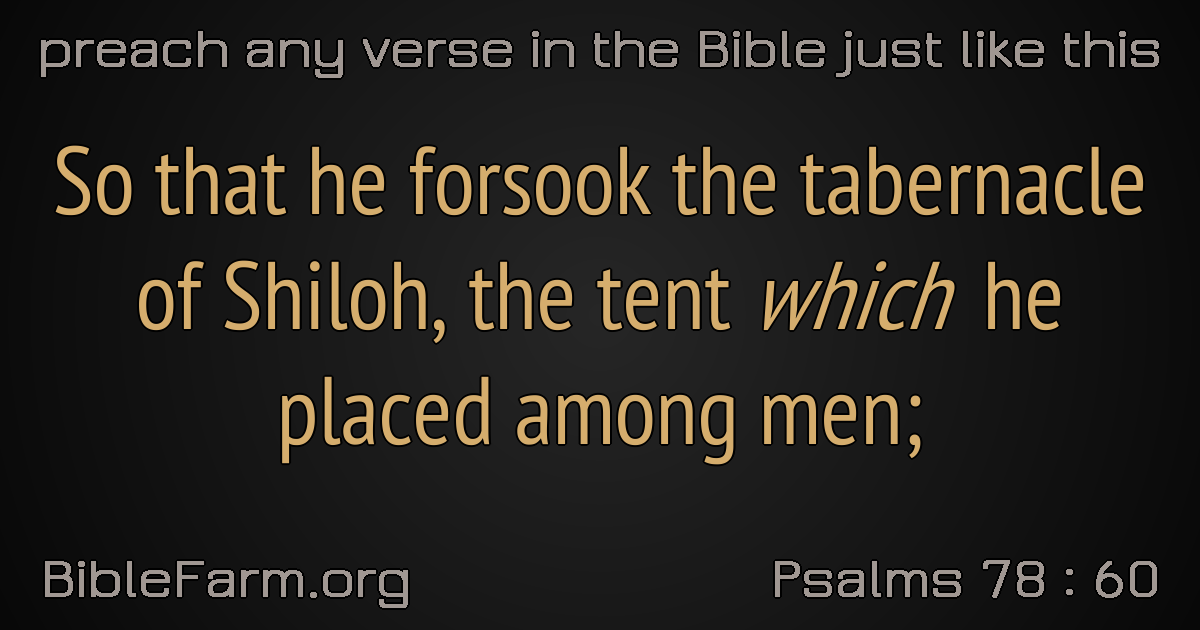 preach any verse in the Bible just like this
So that he forsook the tabernacle
of Shiloh, the tent which he
placed among men;
BibleFarm.org
Psalms 78 : 60